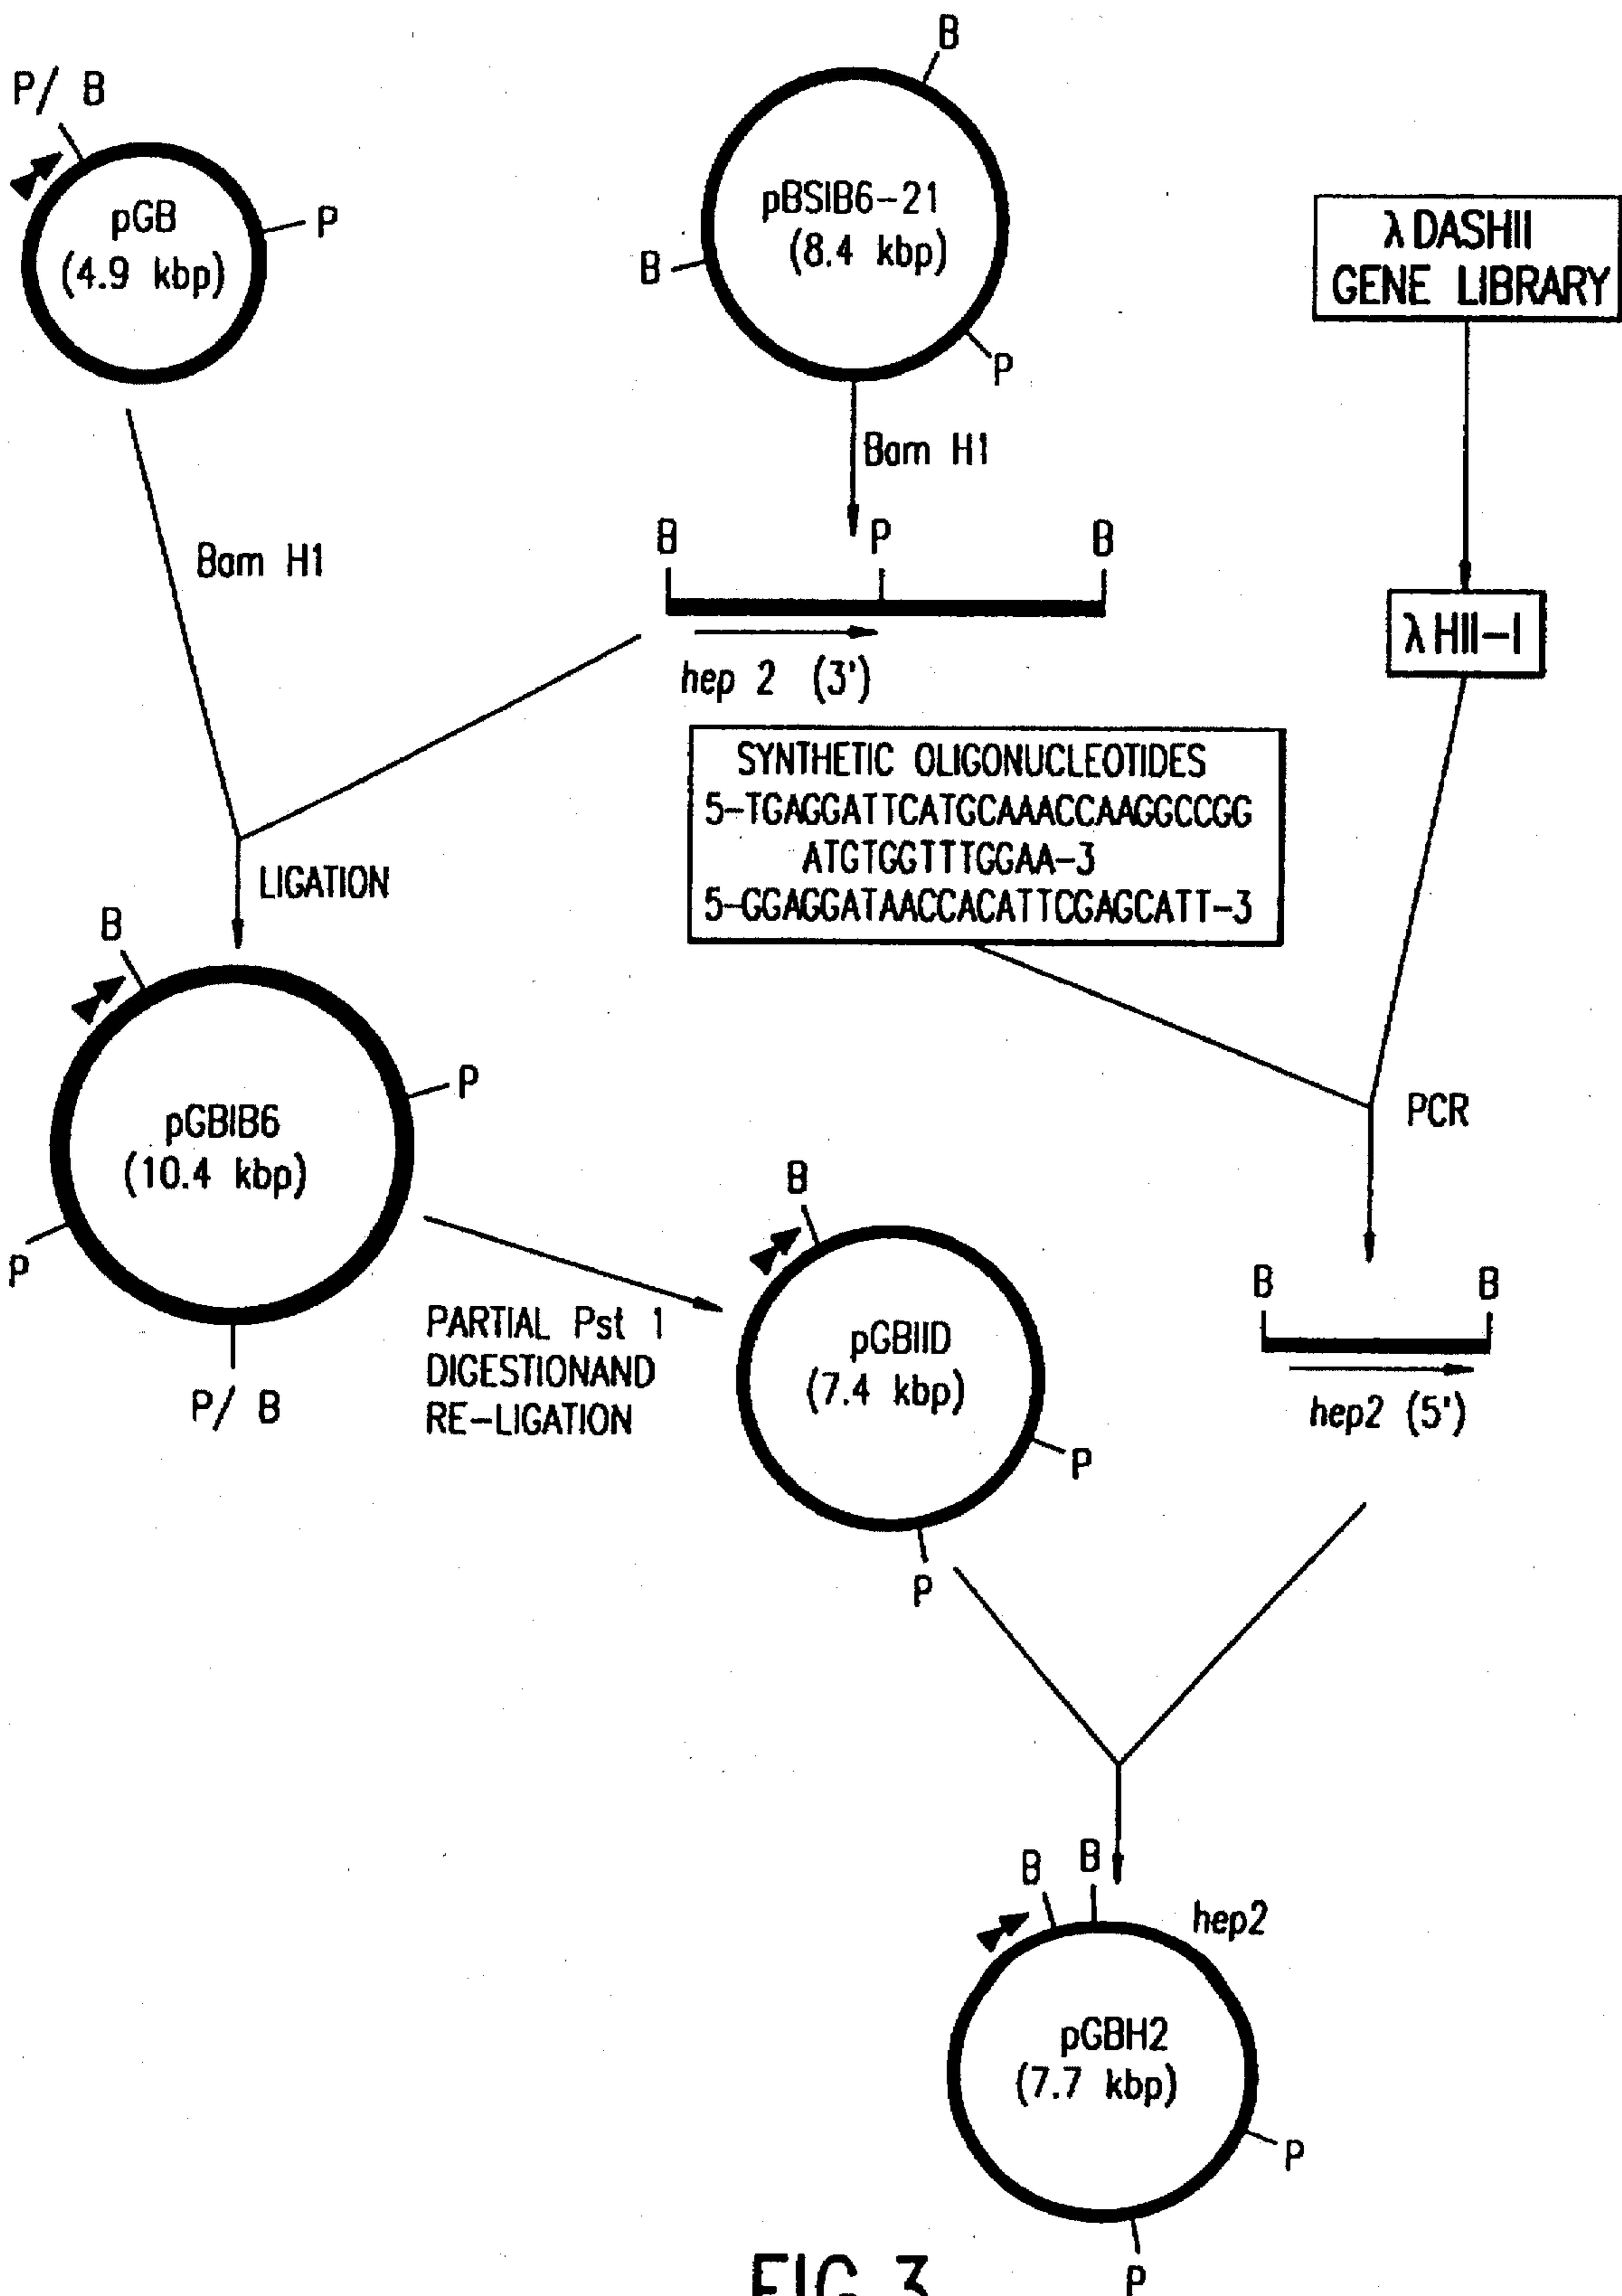 P/ B
P
pGB
(4.9 kbp)
B
B
P
pBSIB6-21
(8.4 kbp)
λ DASHII
GENE LIBRARY
Bam H1
Bam H1
B P B
hep 2 (3')
λ HII-I
SYNTHETIC OLIGONUCLEOTIDES
5-TGAGGATTCATGCAAACCAAGGCCGG
ATGTGGTTTGGAA-3
5-GGAGGATAACCACATTCGAGCATT-3
LIGATION
B
P
pGBIB6
(10.4 kbp)
P
P/ B
PCR
PARTIAL Pst 1
DIGESTIONAND
RE-LIGATION
B
pGBIID
(7.4 kbp)
P
P
B B
hep2 (5')
B B
hep2
pGBH2
(7.7 kbp)
P
P
FIG. 3